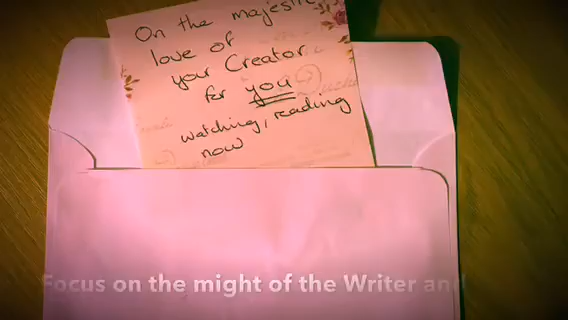 On the majestic
love of
your Creator
for you
watching, reading
now
Focus on the might of the Writer and